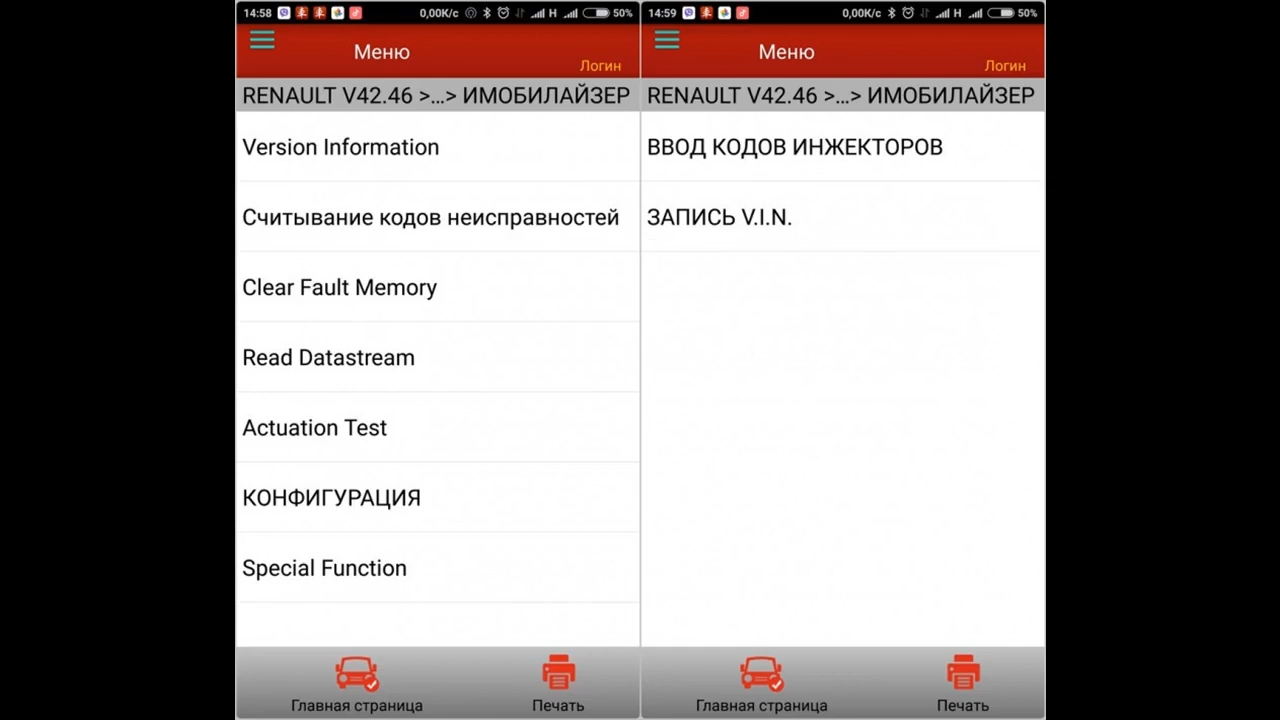 14:58
0,00K/c
H
50%
Меню
Логин
RENAULT V42.46 >...> ИМОБИЛАЙЗЕР
Version Information
Считывание кодов неисправностей
Clear Fault Memory
Read Datastream
Actuation Test
КОНФИГУРАЦИЯ
Special Function
Главная страница
Печать
14:59
0,00K/c
H
50%
Меню
Логин
RENAULT V42.46 >...> ИМОБИЛАЙЗЕР
ВВОД КОДОВ ИНЖЕКТОРОВ
ЗАПИСЬ V.I.N.
Главная страница
Печать